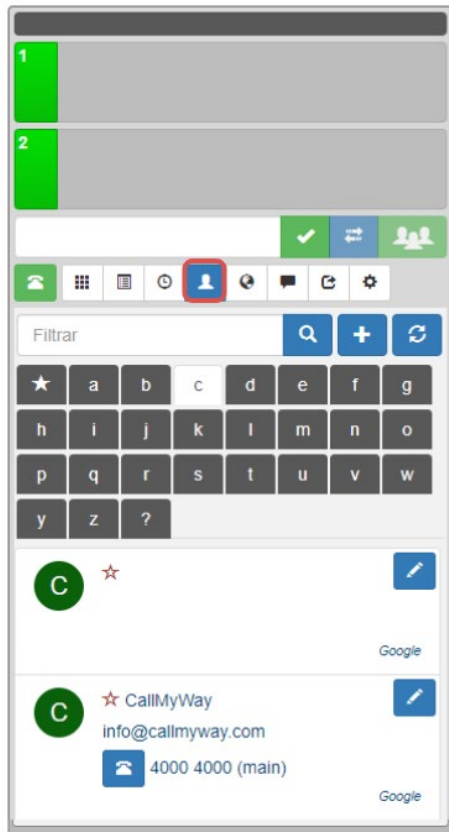 1
2
Filtrar
a b c d e f g
h i j k l m n o
p q r s t u v w
y z ?
C
Google
C CallMyWay
info@callmyway.com
4000 4000 (main)
Google